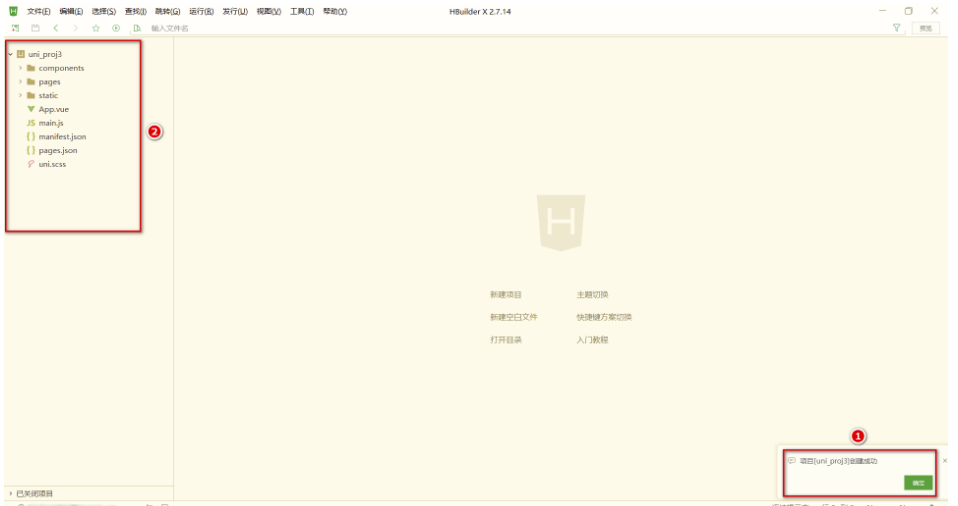 H 文件(F) 编辑(E) 选择(S) 查找(I) 跳转(G) 运行(R) 发行(U) 视图(V) 工具(T) 帮助(Y) HBuilder X 2.7.14
输入文件名 预览
U uni_proj3
components
pages
static
App.vue
JS main.js
{} manifest.json
{} pages.json
uni.scss
2
H
新建项目 主题切换
新建空白文件 快捷键方案切换
打开目录 入门教程
1
项目[uni_proj3]创建成功
确定
已关闭项目